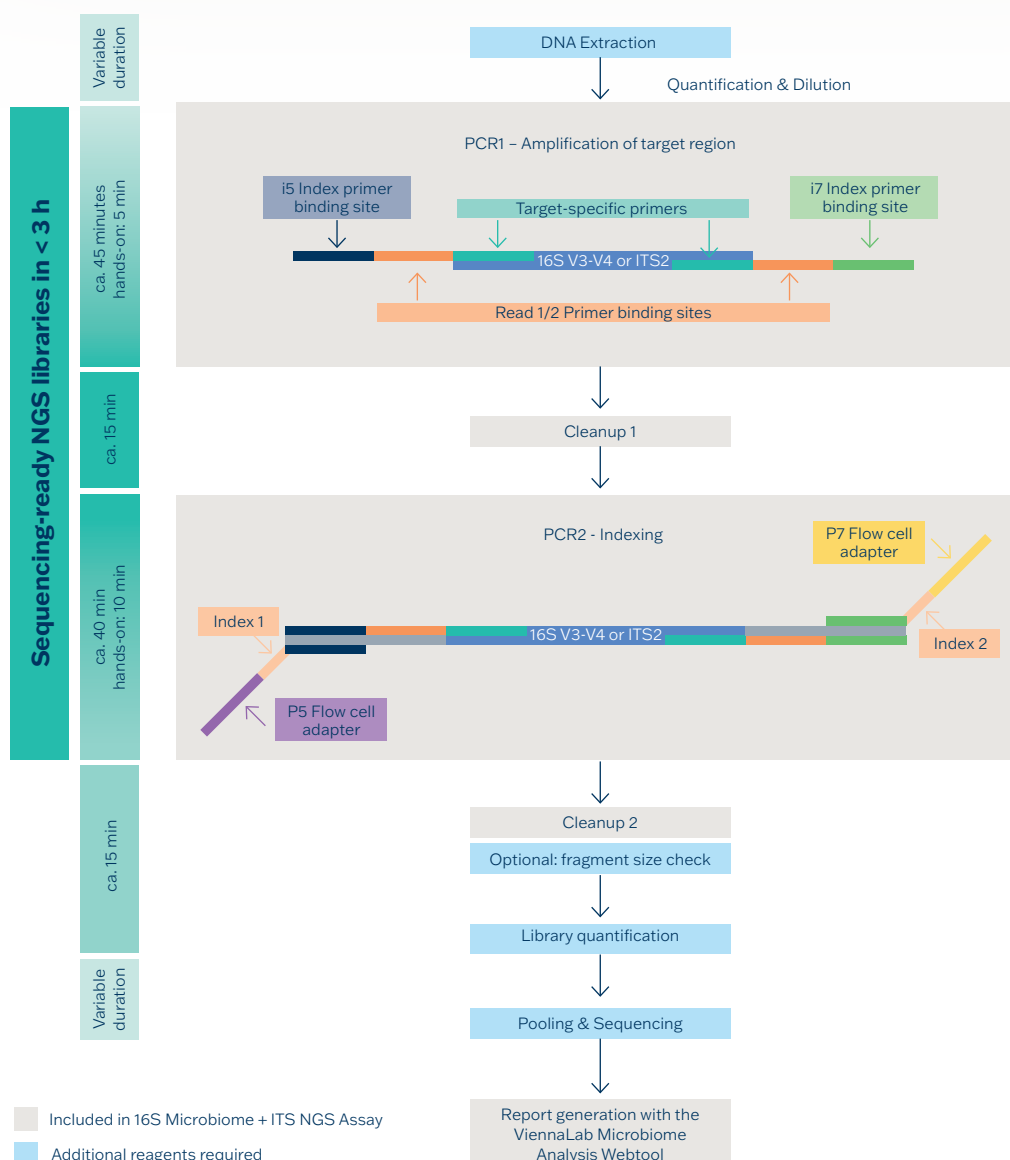 Variable
duration
DNA Extraction
Quantification & Dilution
Sequencing-ready NGS libraries in < 3 h
ca. 45 minutes
hands-on: 5 min
PCR1 – Amplification of target region
i5 Index primer
binding site
Target-specific primers
i7 Index primer
binding site
16S V3-V4 or ITS2
Read 1/2 Primer binding sites
ca. 15 min
Cleanup 1
ca. 40 min
hands-on: 10 min
PCR2 - Indexing
P7 Flow cell
adapter
Index 1
16S V3-V4 or ITS2
Index 2
P5 Flow cell
adapter
ca. 15 min
Cleanup 2
Optional: fragment size check
Library quantification
Variable
duration
Pooling & Sequencing
Report generation with the
ViennaLab Microbiome
Analysis Webtool
Included in 16S Microbiome + ITS NGS Assay
Additional reagents required